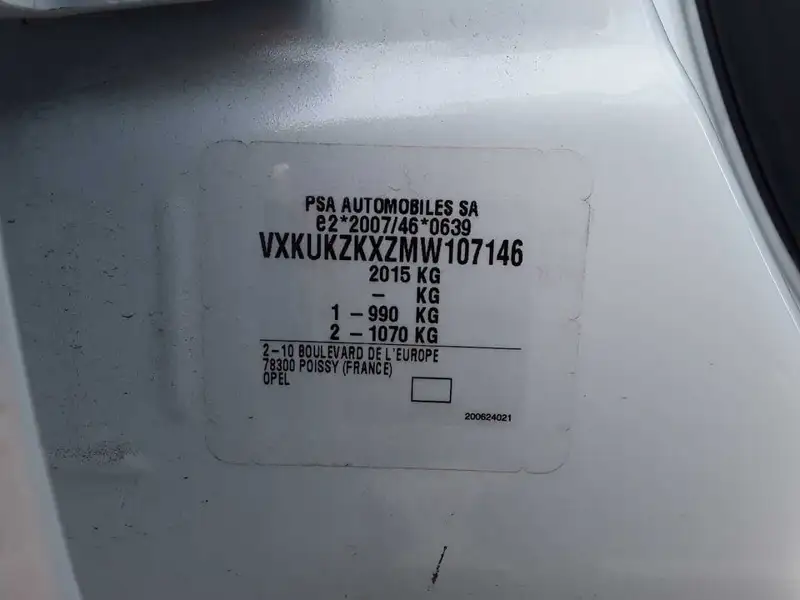 PSA AUTOMOBILES SA
e2*2007/46*0639
VXKUKZKXZMW107146
2015 KG
- KG
1 - 990 KG
2 - 1070 KG
2-10 BOULEVARD DE L'EUROPE
78300 POISSY (FRANCE)
OPEL
200624021